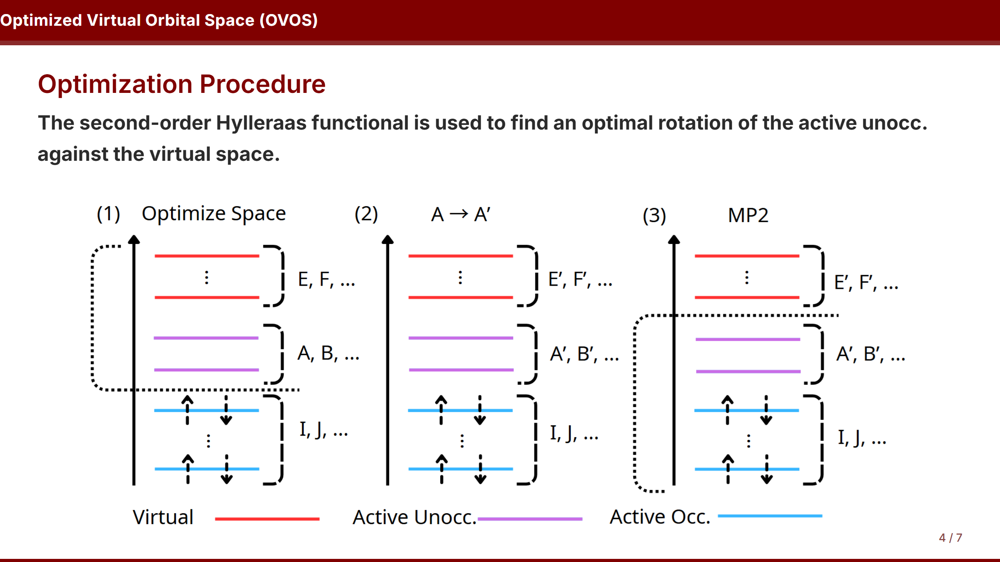 Optimized Virtual Orbital Space (OVOS)
Optimization Procedure
The second-order Hylleraas functional is used to find an optimal rotation of the active unocc.
against the virtual space.
(1) Optimize Space
(2) A → A’
(3) MP2
E, F, ...
E’, F’, ...
E’, F’, ...
A, B, ...
A’, B’, ...
A’, B’, ...
I, J, ...
I, J, ...
I, J, ...
Virtual
Active Unocc.
Active Occ.
4 / 7